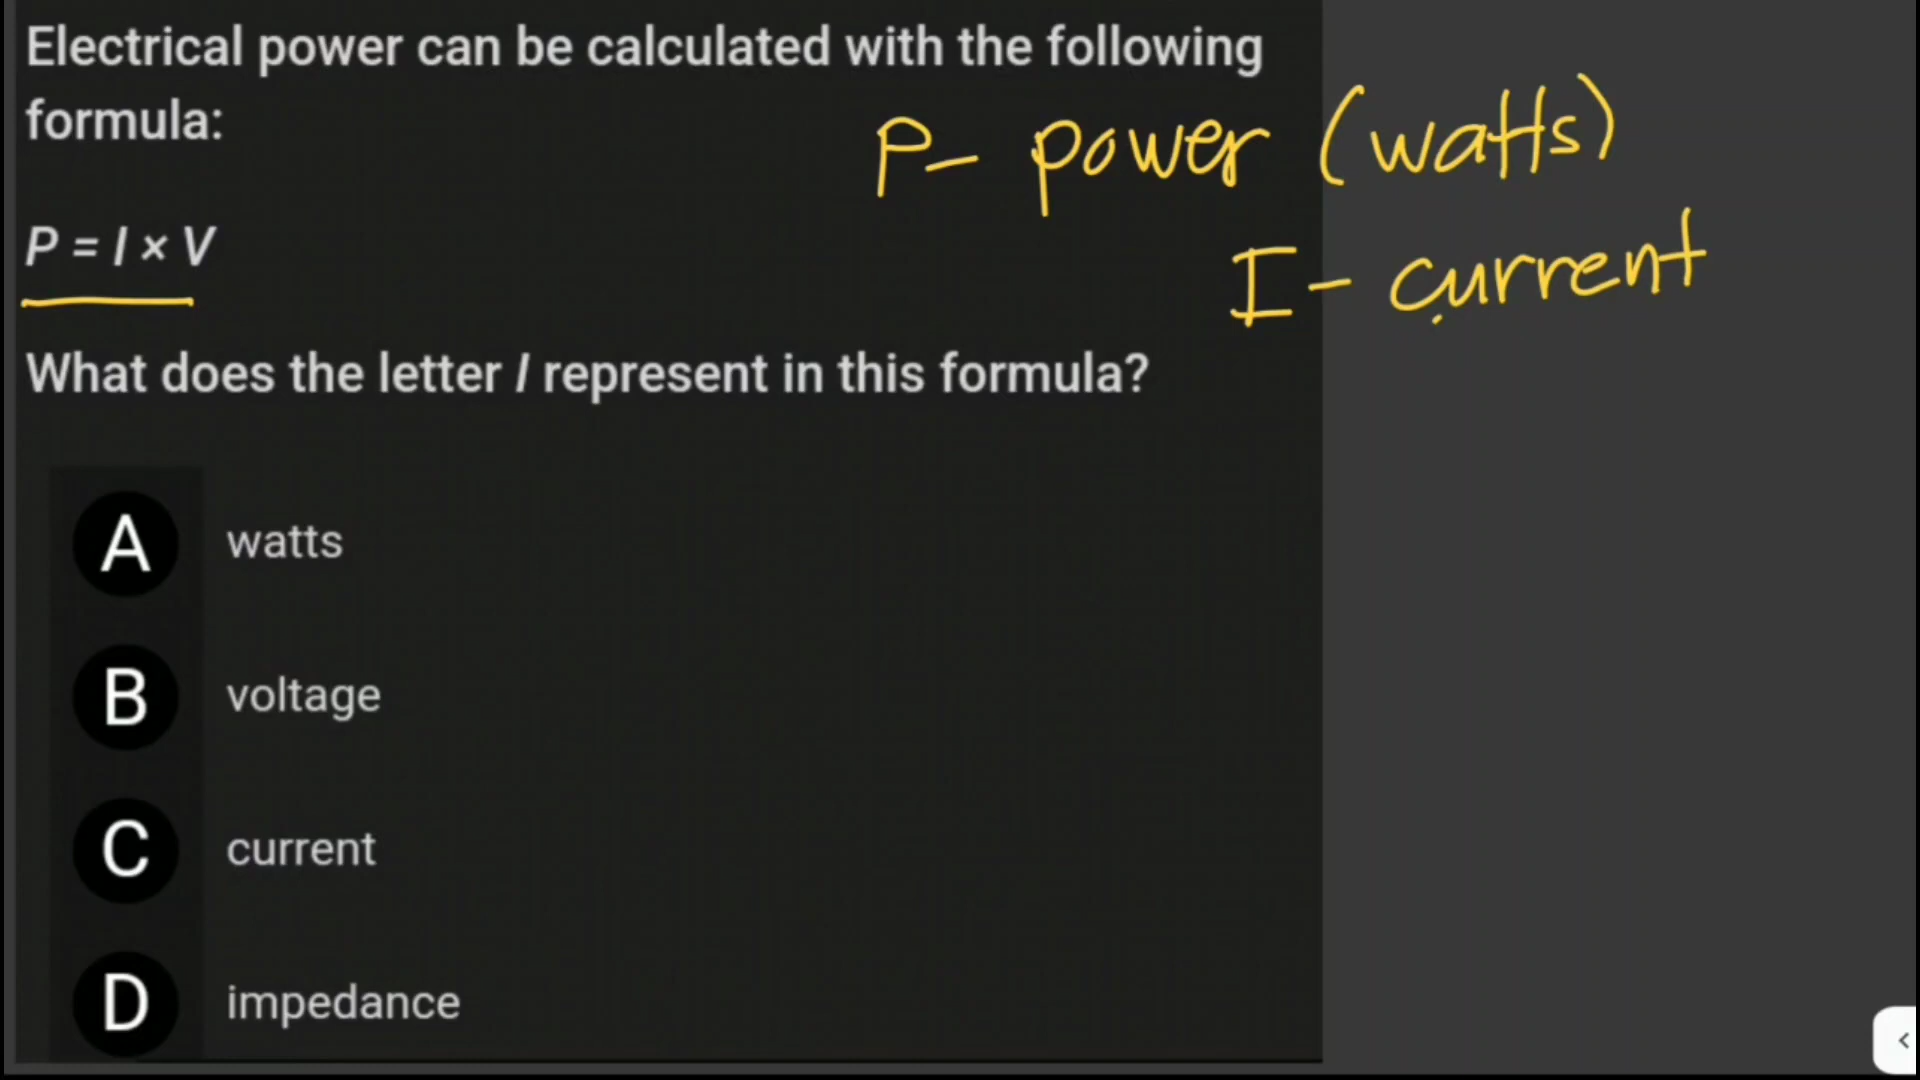 Electrical power can be calculated with the following
formula:
P- power (watts)
P = I × V
I- current
What does the letter I represent in this formula?
A watts
B voltage
C current
D impedance
<